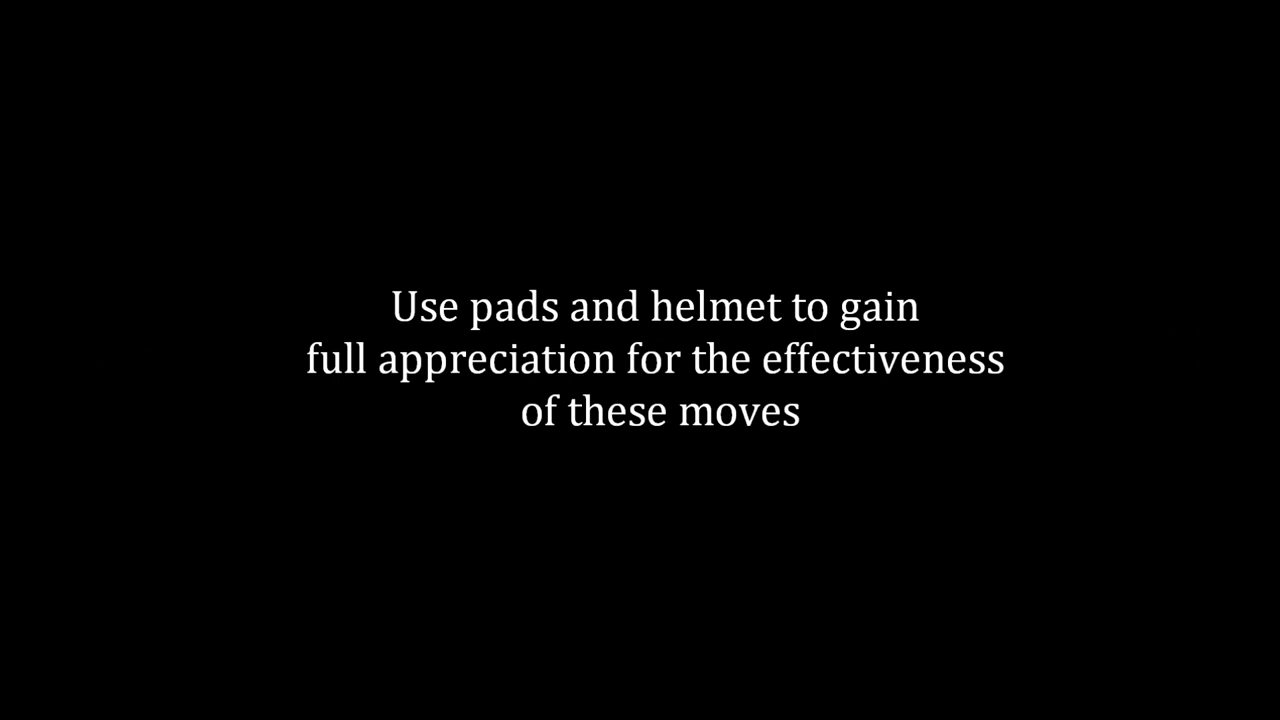 Use pads and helmet to gain
full appreciation for the effectiveness
of these moves